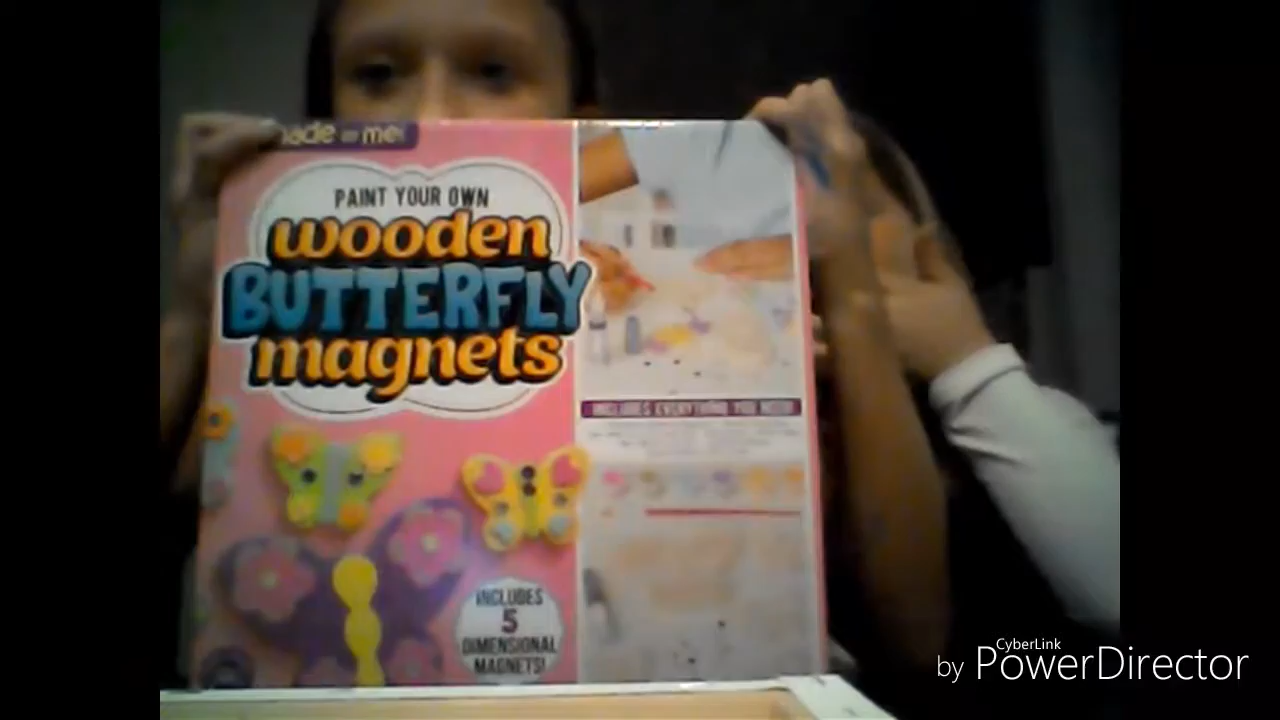 made by me!
PAINT YOUR OWN
wooden
BUTTERFLY
magnets
INCLUDES EVERYTHING YOU NEED!
INCLUDES
5
DIMENSIONAL
MAGNETS!
CyberLink
by PowerDirector